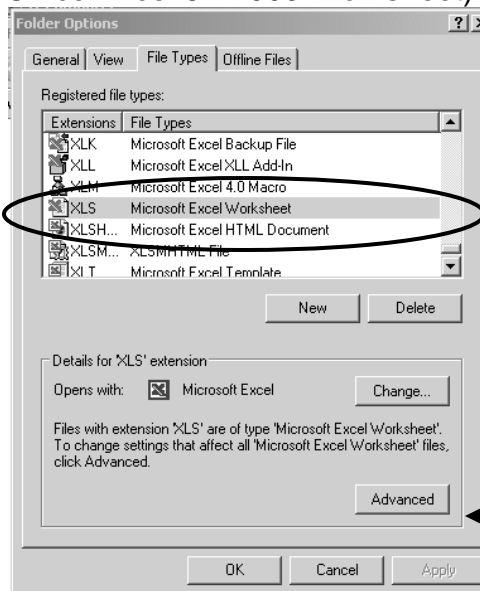 Folder Options
General View File Types Offline Files
Registered file types:
Extensions File Types
XLK Microsoft Excel Backup File
XLL Microsoft Excel XLL Add-In
XLM Microsoft Excel 4.0 Macro
XLS Microsoft Excel Worksheet
XLSH... Microsoft Excel HTML Document
XLSM... XLSMHTML File
XLT Microsoft Excel Template
New Delete
Details for 'XLS' extension
Opens with: Microsoft Excel Change...
Files with extension 'XLS' are of type 'Microsoft Excel Worksheet'.
To change settings that affect all 'Microsoft Excel Worksheet' files,
click Advanced.
Advanced
OK Cancel Apply